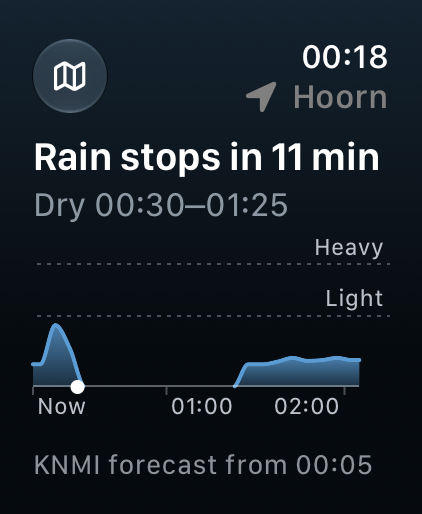 00:18
Hoorn
Rain stops in 11 min
Dry 00:30–01:25
Heavy
Light
Now 01:00 02:00
KNMI forecast from 00:05